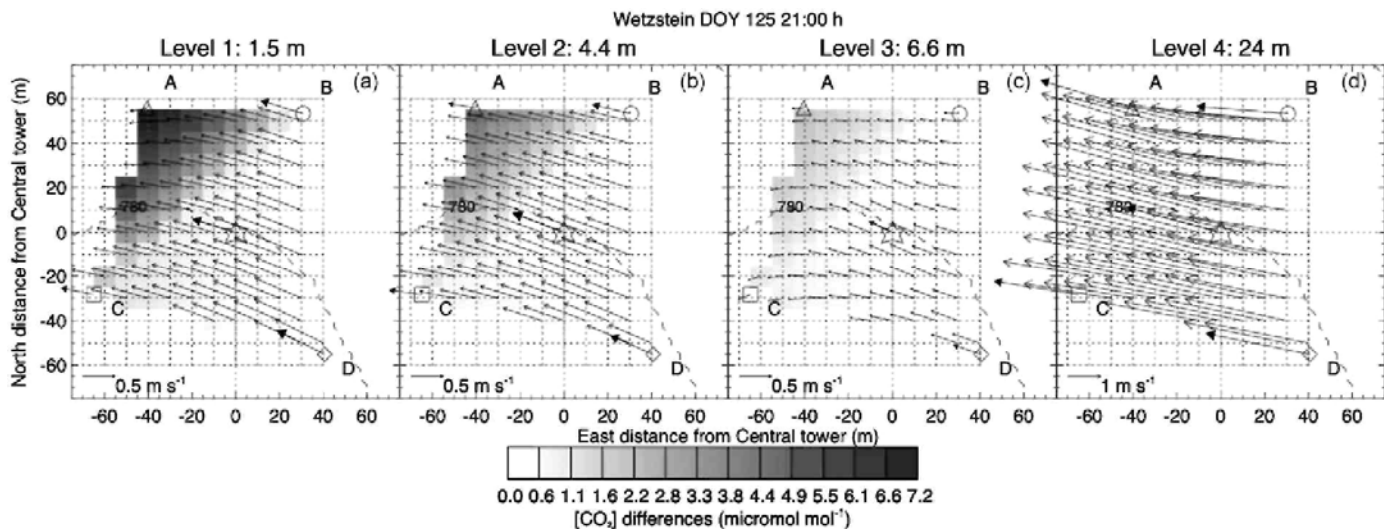 Wetzstein DOY 125 21:00 h
Level 1: 1.5 m Level 2: 4.4 m Level 3: 6.6 m Level 4: 24 m
A B (a) A B (b) A B (c) A B (d)
North distance from Central tower (m)
60
40
20
0
-20
-40
-60
780 780 780 780
C C C C
D D D D
0.5 m s⁻¹ 0.5 m s⁻¹ 0.5 m s⁻¹ 1 m s⁻¹
-60 -40 -20 0 20 40 60 -60 -40 -20 0 20 40 60 -60 -40 -20 0 20 40 60 -60 -40 -20 0 20 40 60
East distance from Central tower (m)
0.0 0.6 1.1 1.6 2.2 2.8 3.3 3.8 4.4 4.9 5.5 6.1 6.6 7.2
[CO₂] differences (micromol mol⁻¹)